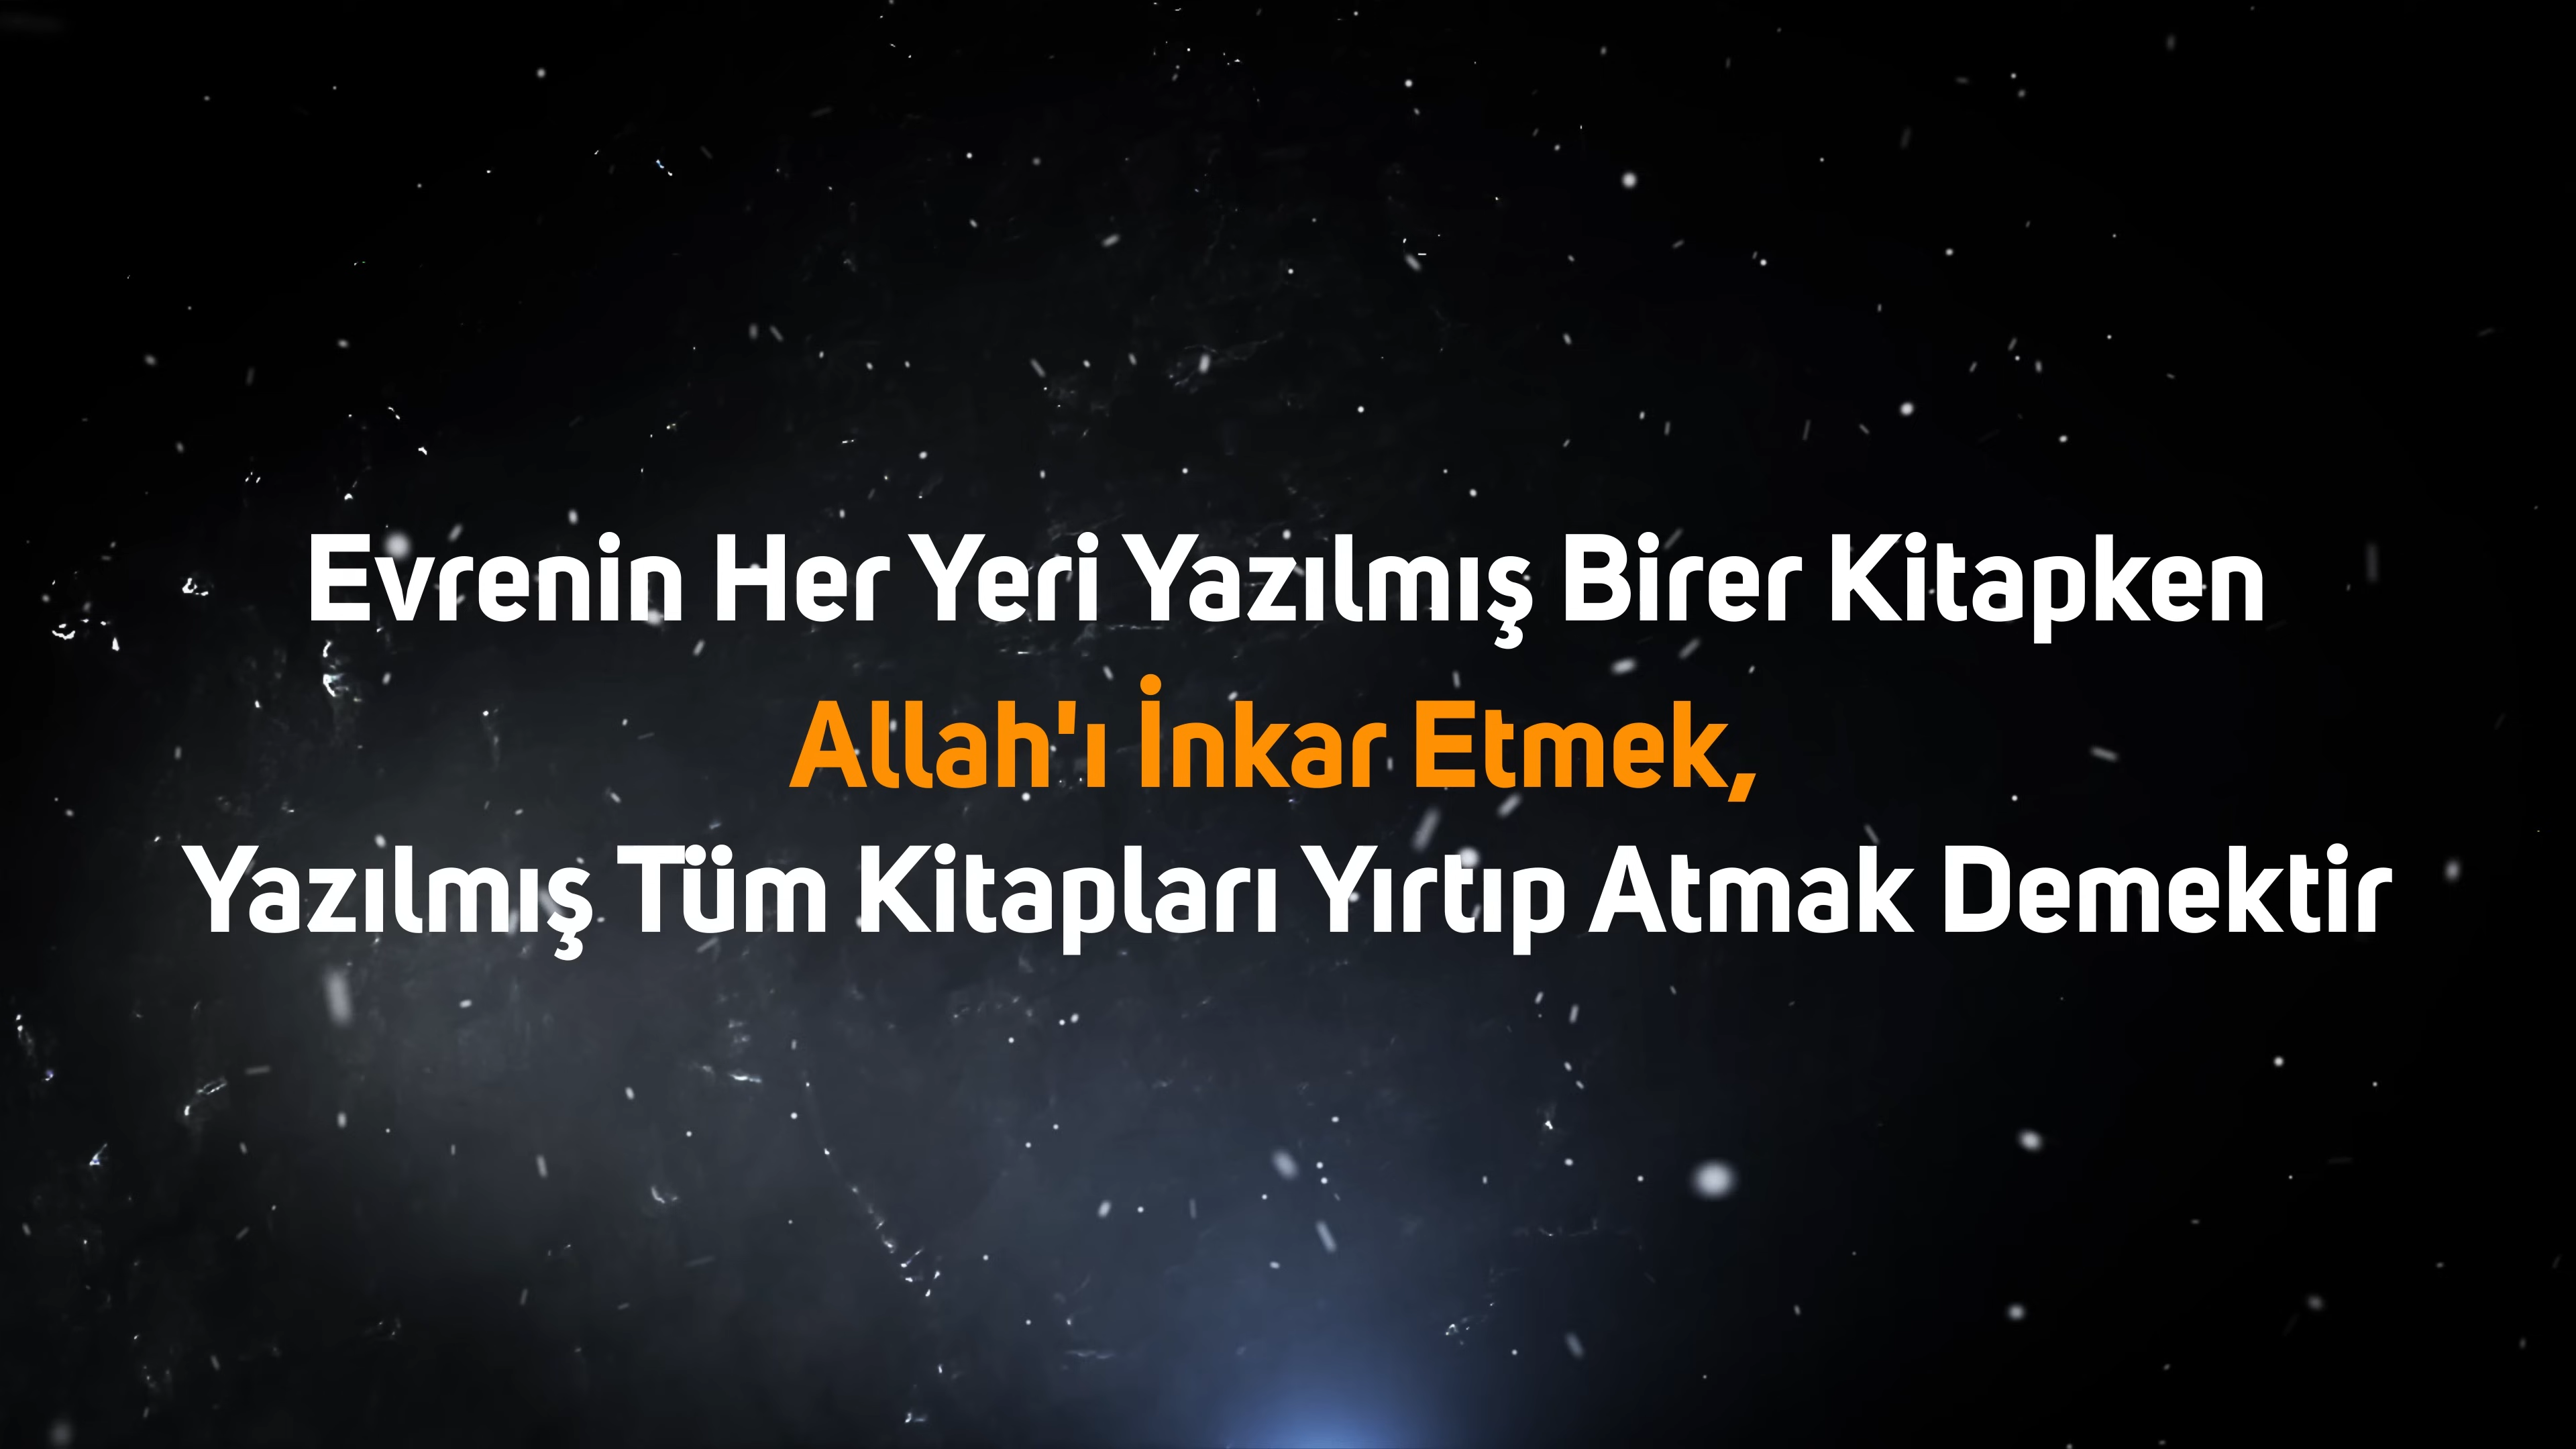 Evrenin Her Yeri Yazılmış Birer Kitapken
Allah'ı İnkar Etmek,
Yazılmış Tüm Kitapları Yırtıp Atmak Demektir